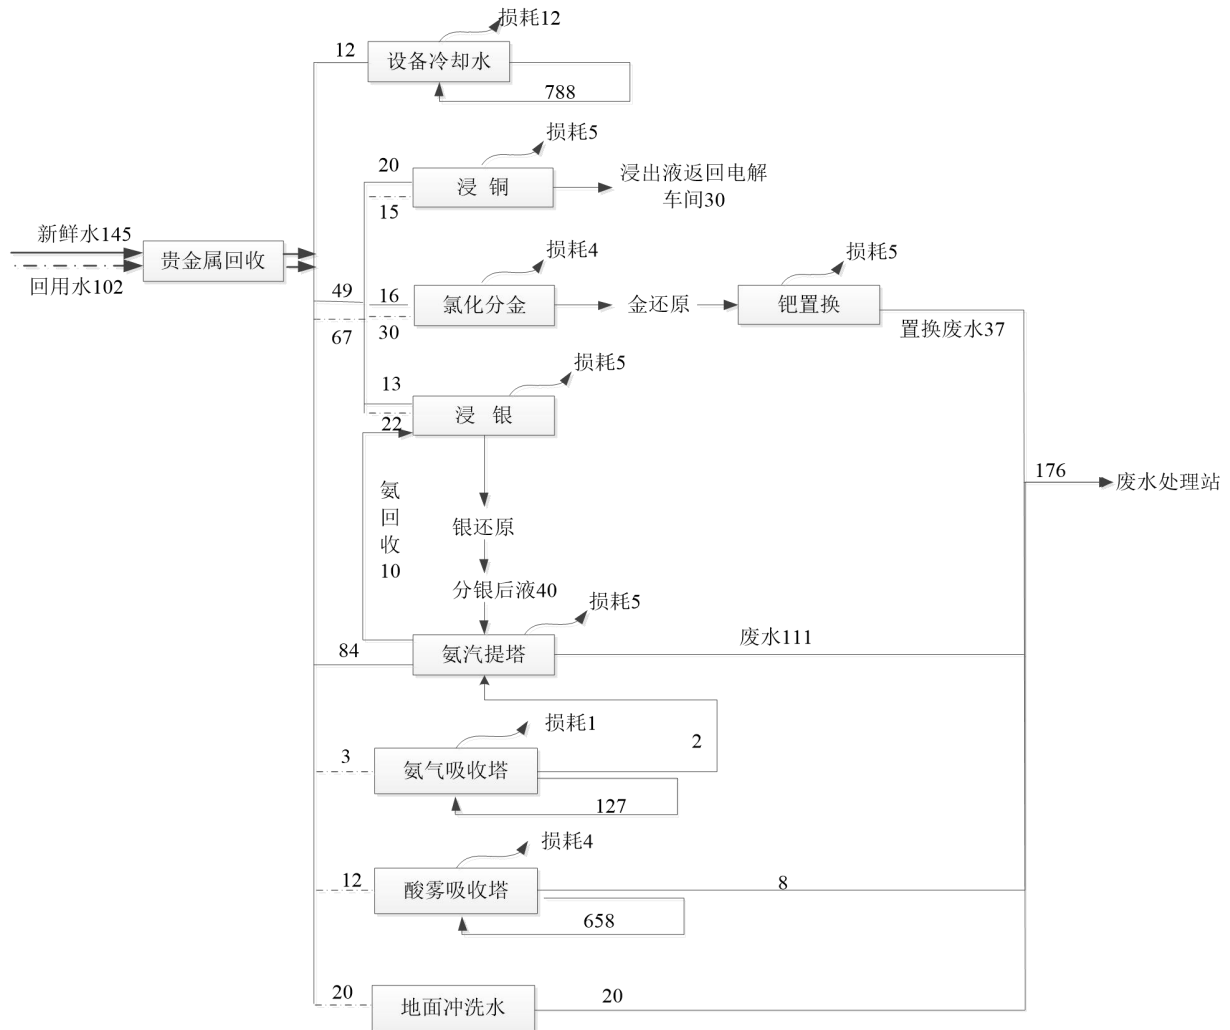 损耗12
12
设备冷却水
788
损耗5
20
浸 铜
浸出液返回电解
车间30
15
新鲜水145
贵金属回收
回用水102
损耗4
损耗5
49
16
氯化分金
金还原
钯置换
67
30
置换废水37
损耗5
13
浸 银
22
176
废水处理站
氨
回
收
10
银还原
分银后液40
损耗5
84
氨汽提塔
废水111
损耗1
2
3
氨气吸收塔
127
损耗4
12
酸雾吸收塔
8
658
20
地面冲洗水
20